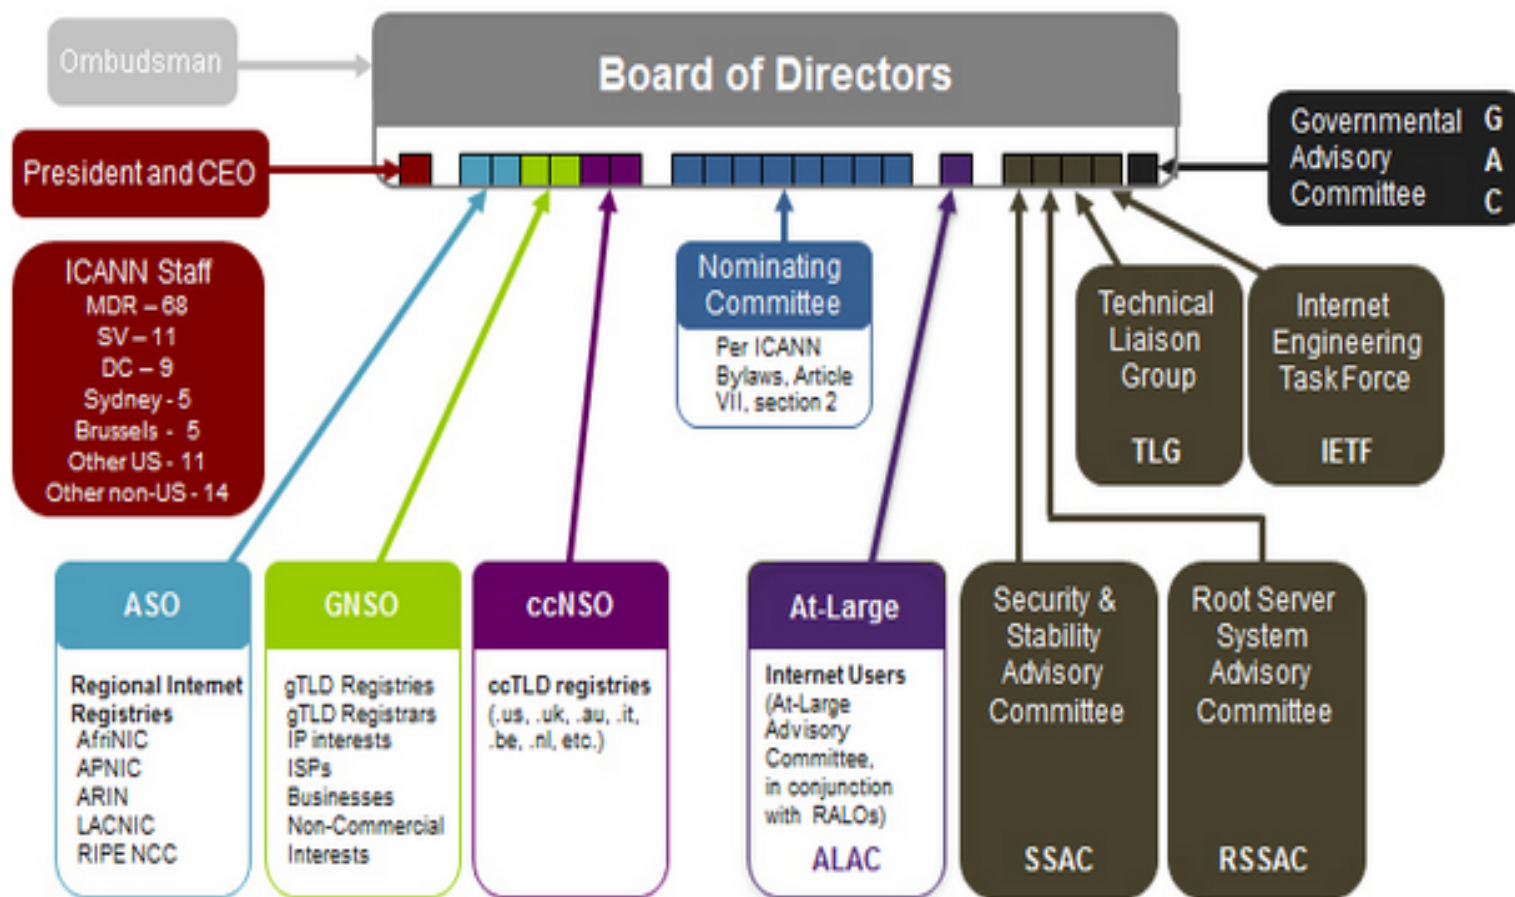 Ombudsman
Board of Directors
President and CEO
Governmental G
Advisory A
Committee C
ICANN Staff
MDR – 68
SV – 11
DC – 9
Sydney - 5
Brussels - 5
Other US - 11
Other non-US - 14
Nominating
Committee
Per ICANN
Bylaws, Article
VII, section 2
Technical
Liaison
Group
TLG
Internet
Engineering
Task Force
IETF
ASO
Regional Internet
Registries
AfriNIC
APNIC
ARIN
LACNIC
RIPE NCC
GNSO
gTLD Registries
gTLD Registrars
IP interests
ISPs
Businesses
Non-Commercial
Interests
ccNSO
ccTLD registries
(.us, .uk, .au, .it,
.be, .nl, etc.)
At-Large
Internet Users
(At-Large
Advisory
Committee,
in conjunction
with RALOs)
ALAC
Security &
Stability
Advisory
Committee
SSAC
Root Server
System
Advisory
Committee
RSSAC